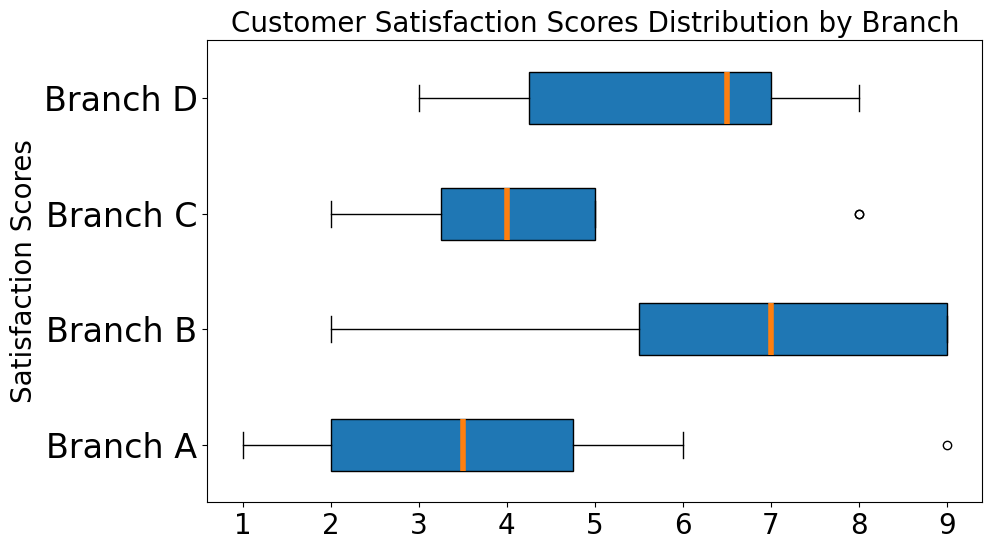 Customer Satisfaction Scores Distribution by Branch
Satisfaction Scores
Branch D
Branch C
Branch B
Branch A
1 2 3 4 5 6 7 8 9